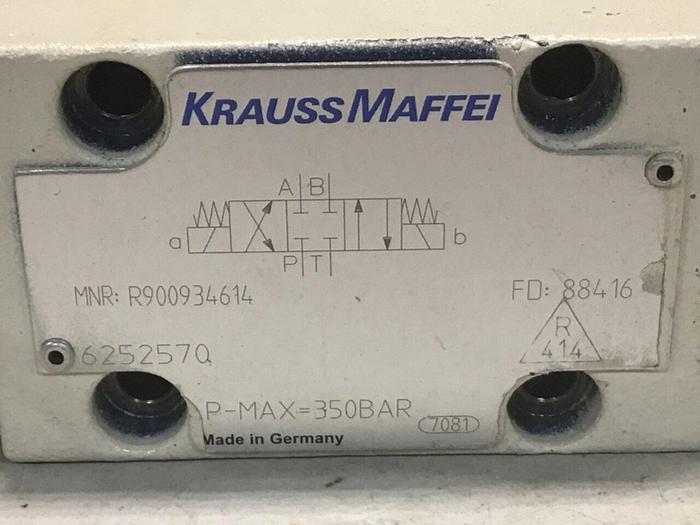 KRAUSSMAFFEI
A B
a b
P T
MNR: R900934614 FD: 88416
R
6252570 414
P-MAX=350BAR 7081
Made in Germany